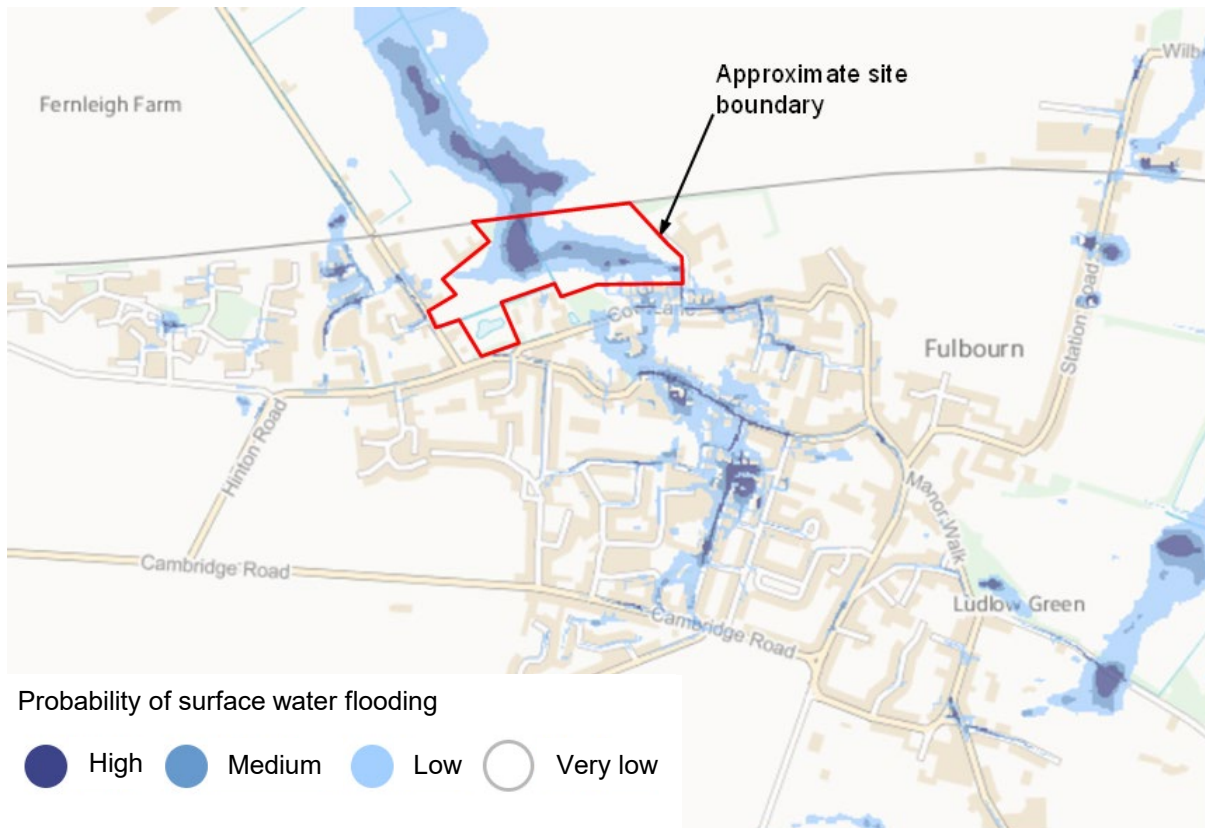 Wilb
Approximate site
boundary
Fernleigh Farm
Station Road
Cox Lane
Fulbourn
Hinton Road
Manor Walk
Cambridge Road
Ludlow Green
Cambridge Road
Probability of surface water flooding
High Medium Low Very low